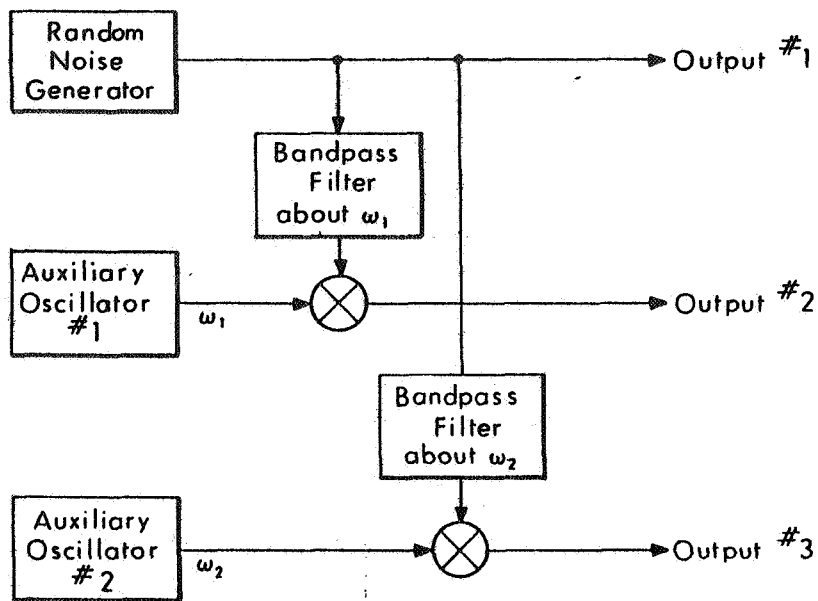 Random
Noise
Generator
Output #1
Bandpass
Filter
about ω₁
Auxiliary
Oscillator
#1
ω₁
Output #2
Bandpass
Filter
about ω₂
Auxiliary
Oscillator
#2
ω₂
Output #3